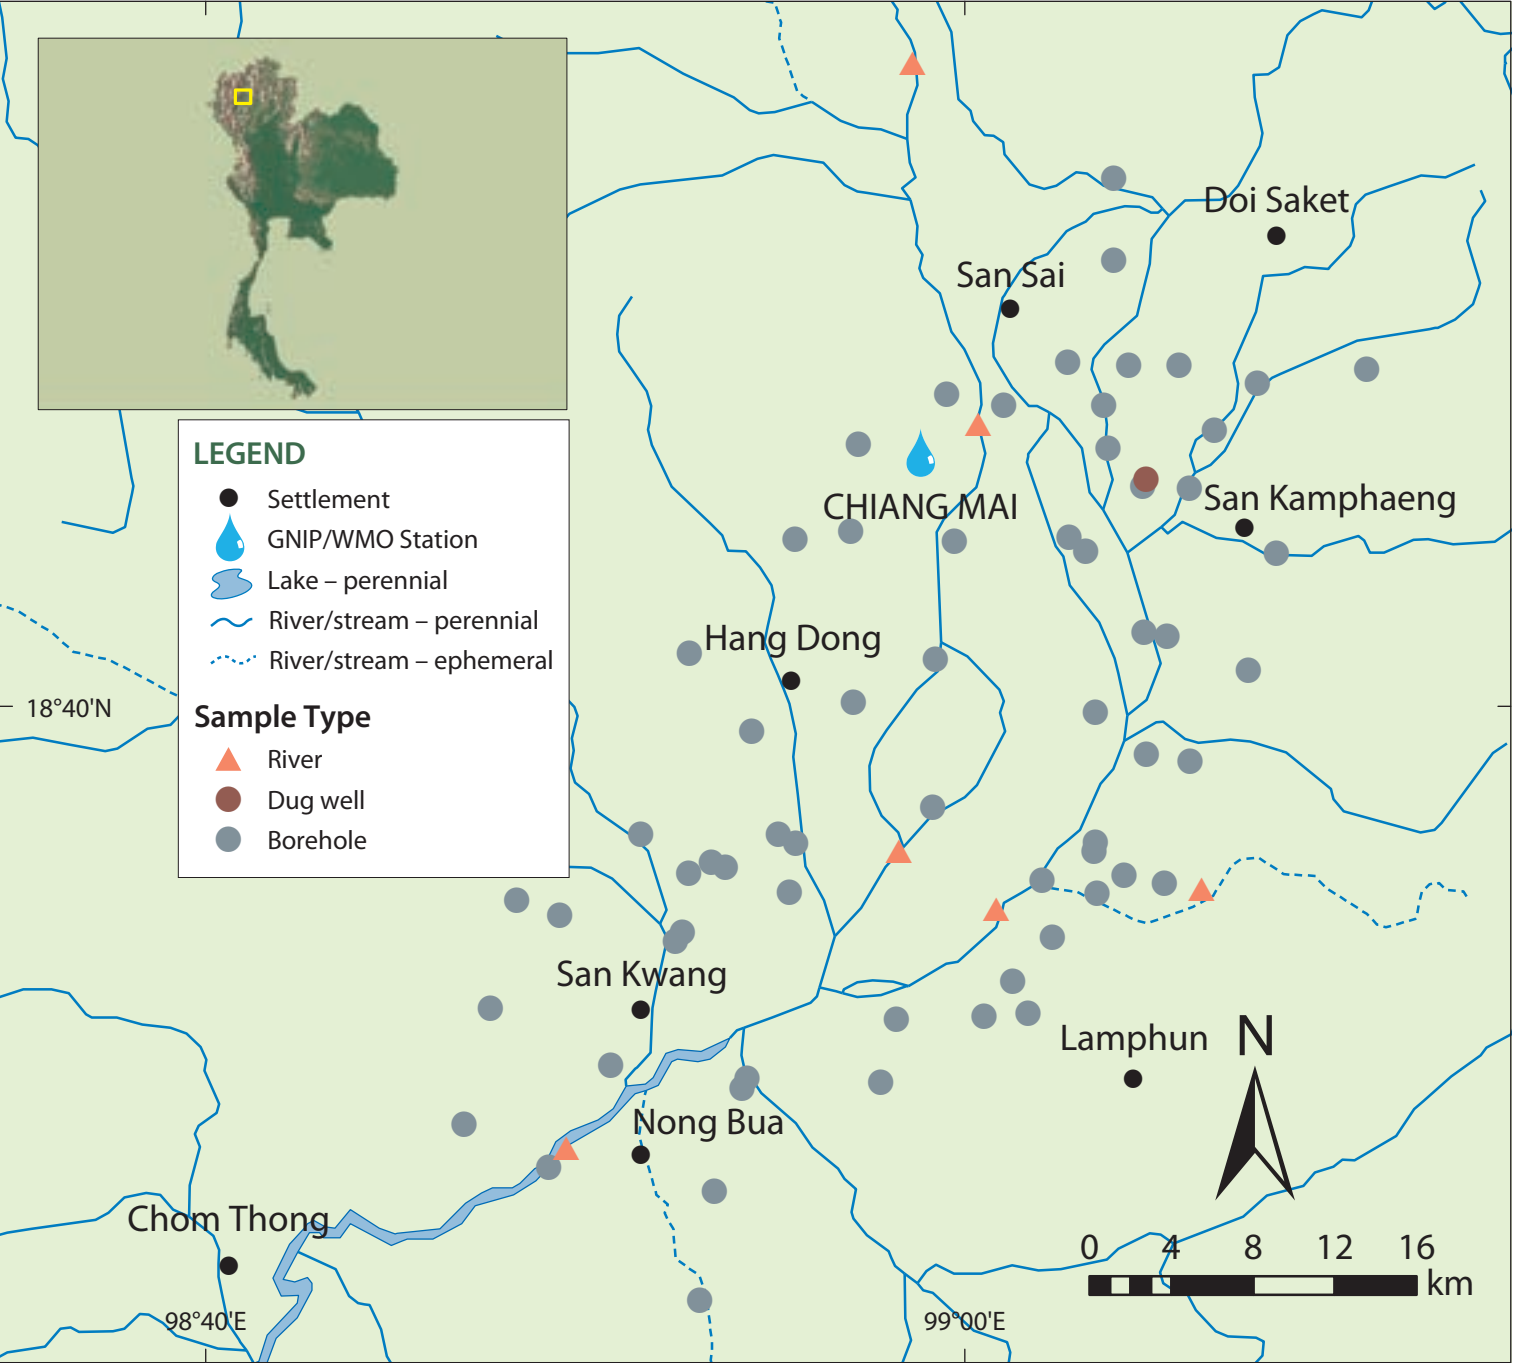 Doi Saket
San Sai
LEGEND
Settlement
GNIP/WMO Station
Lake – perennial
River/stream – perennial
River/stream – ephemeral
Sample Type
River
Dug well
Borehole
CHIANG MAI
San Kamphaeng
Hang Dong
18°40'N
San Kwang
Lamphun
N
Nong Bua
Chom Thong
0 4 8 12 16
km
98°40'E
99°00'E